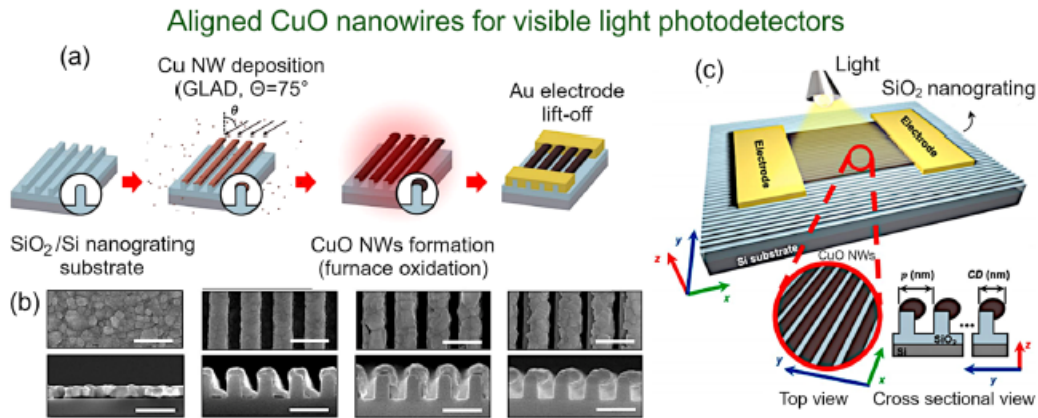 Aligned CuO nanowires for visible light photodetectors
(a)
Cu NW deposition
(GLAD, Θ=75°
θ
Au electrode
lift-off
SiO2/Si nanograting
substrate
CuO NWs formation
(furnace oxidation)
(b)
(c)
Light
SiO2 nanograting
Electrode
Electrode
Si substrate
y
z
x
CuO NWs
p (nm)
CD (nm)
SiO2
Si
z
y
x
y
Top view
Cross sectional view